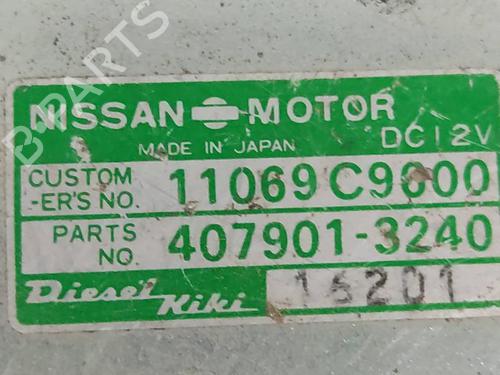 NISSAN MOTOR
MADE IN JAPAN DC12V
CUSTOM -ER'S NO. 11069C9600
PARTS NO. 407901-3240
Diesel Kiki 16201
B-PARTS